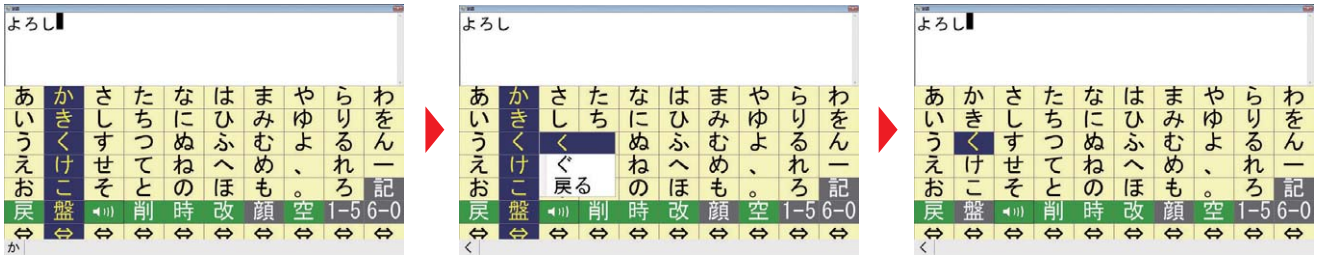 よろし
あ か さ た な は ま や ら わ
い き し ち に ひ み ゆ り を
う く す つ ぬ ふ む よ る ん
え け せ て ね へ め 、 れ ー
お こ そ と の ほ も 。 ろ 記
戻 盤 削 時 改 顔 空 1-5 6-0
⇔ ⇔ ⇔ ⇔ ⇔ ⇔ ⇔ ⇔ ⇔ ⇔
か
よろし
あ か さ た な は ま や ら わ
い き し ち に ひ み ゆ り を
う く く ぬ ふ む よ る ん
え け ぐ ね へ め 、 れ ー
お こ 戻る の ほ も 。 ろ 記
戻 盤 削 時 改 顔 空 1-5 6-0
⇔ ⇔ ⇔ ⇔ ⇔ ⇔ ⇔ ⇔ ⇔ ⇔
く
よろし
あ か さ た な は ま や ら わ
い き し ち に ひ み ゆ り を
う く す つ ぬ ふ む よ る ん
え け せ て ね へ め 、 れ ー
お こ そ と の ほ も 。 ろ 記
戻 盤 削 時 改 顔 空 1-5 6-0
⇔ ⇔ ⇔ ⇔ ⇔ ⇔ ⇔ ⇔ ⇔ ⇔
く